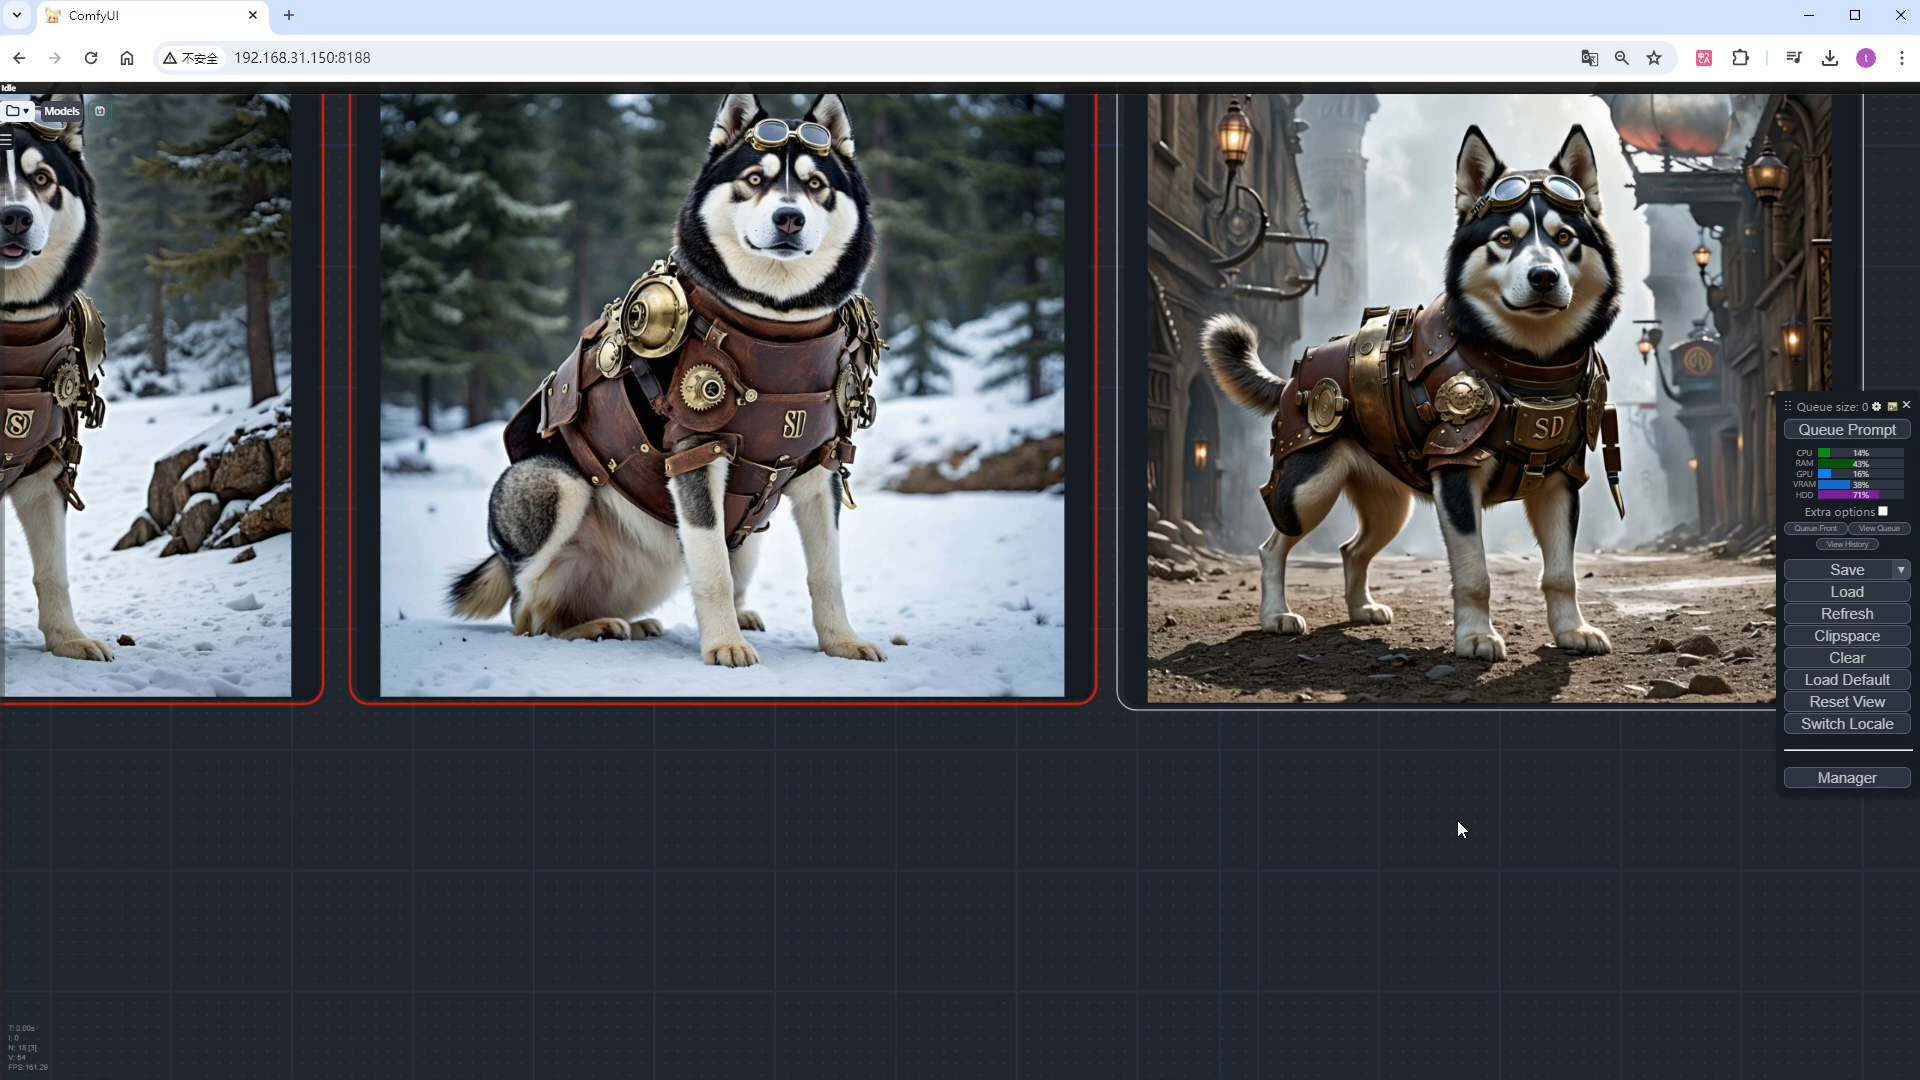 ComfyUI
不安全
192.168.31.150:8188
Idle
Models
SD
SD
Queue size: 0
Queue Prompt
CPU 14%
RAM 43%
GPU 16%
VRAM 38%
HDD 71%
Extra options
Queue Front
View Queue
View History
Save
Load
Refresh
Clipspace
Clear
Load Default
Reset View
Switch Locale
Manager
T: 0.00s
I: 0
N: 18 [3]
V: 54
FPS:161.29